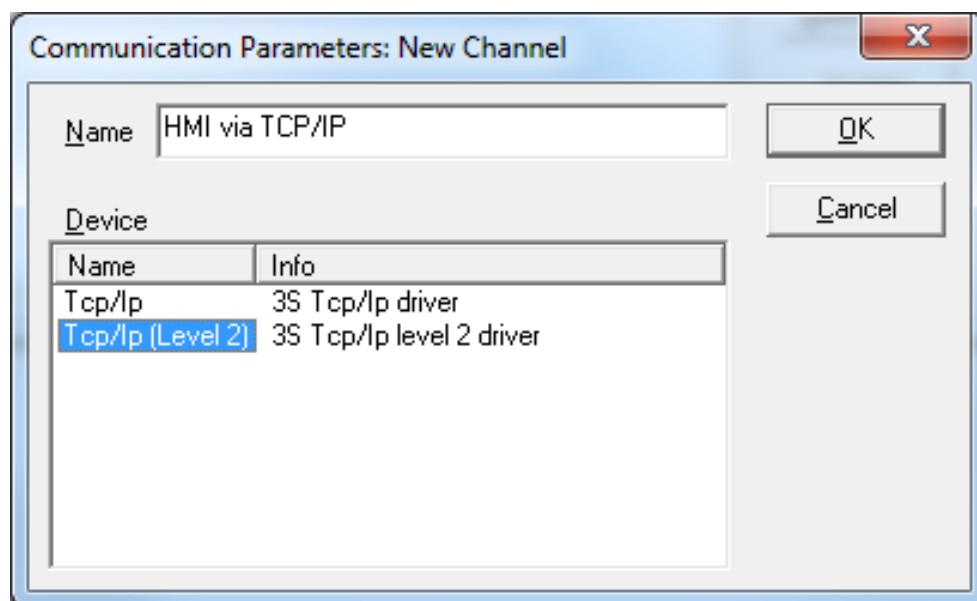 Communication Parameters: New Channel
Name HMI via TCP/IP OK
Device Cancel
Name Info
Tcp/Ip 3S Tcp/Ip driver
Tcp/Ip (Level 2) 3S Tcp/Ip level 2 driver